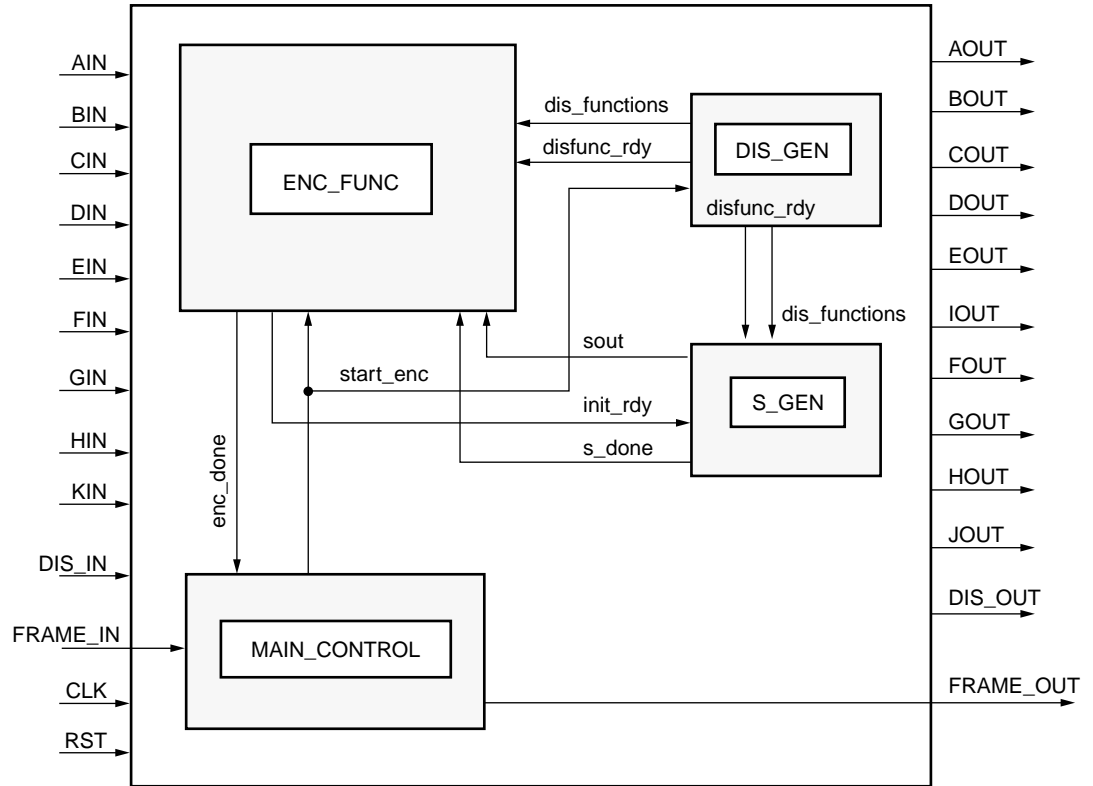 AIN
BIN
CIN
DIN
EIN
FIN
GIN
HIN
KIN
DIS_IN
FRAME_IN
CLK
RST
ENC_FUNC
dis_functions
disfunc_rdy
DIS_GEN
disfunc_rdy
dis_functions
sout
start_enc
init_rdy
s_done
S_GEN
enc_done
MAIN_CONTROL
AOUT
BOUT
COUT
DOUT
EOUT
IOUT
FOUT
GOUT
HOUT
JOUT
DIS_OUT
FRAME_OUT